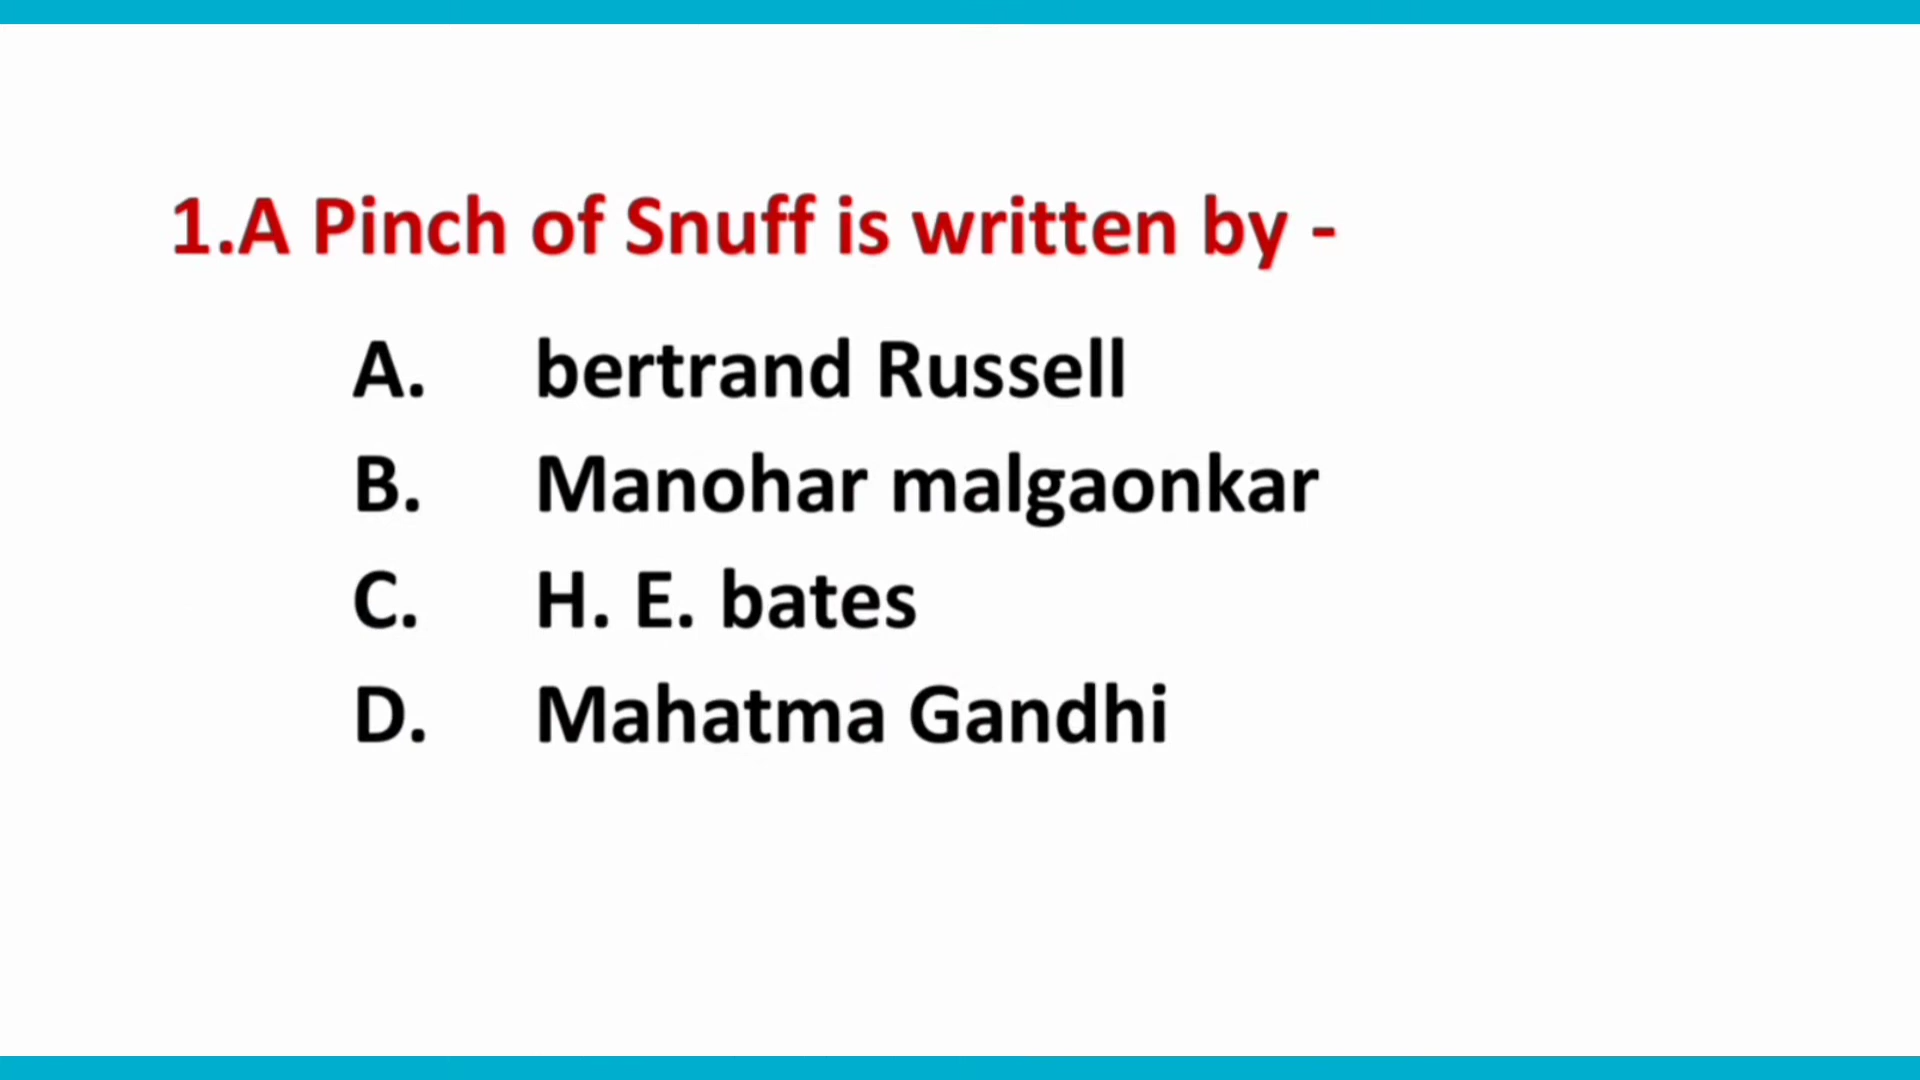 1.A Pinch of Snuff is written by -
A. bertrand Russell
B. Manohar malgaonkar
C. H. E. bates
D. Mahatma Gandhi